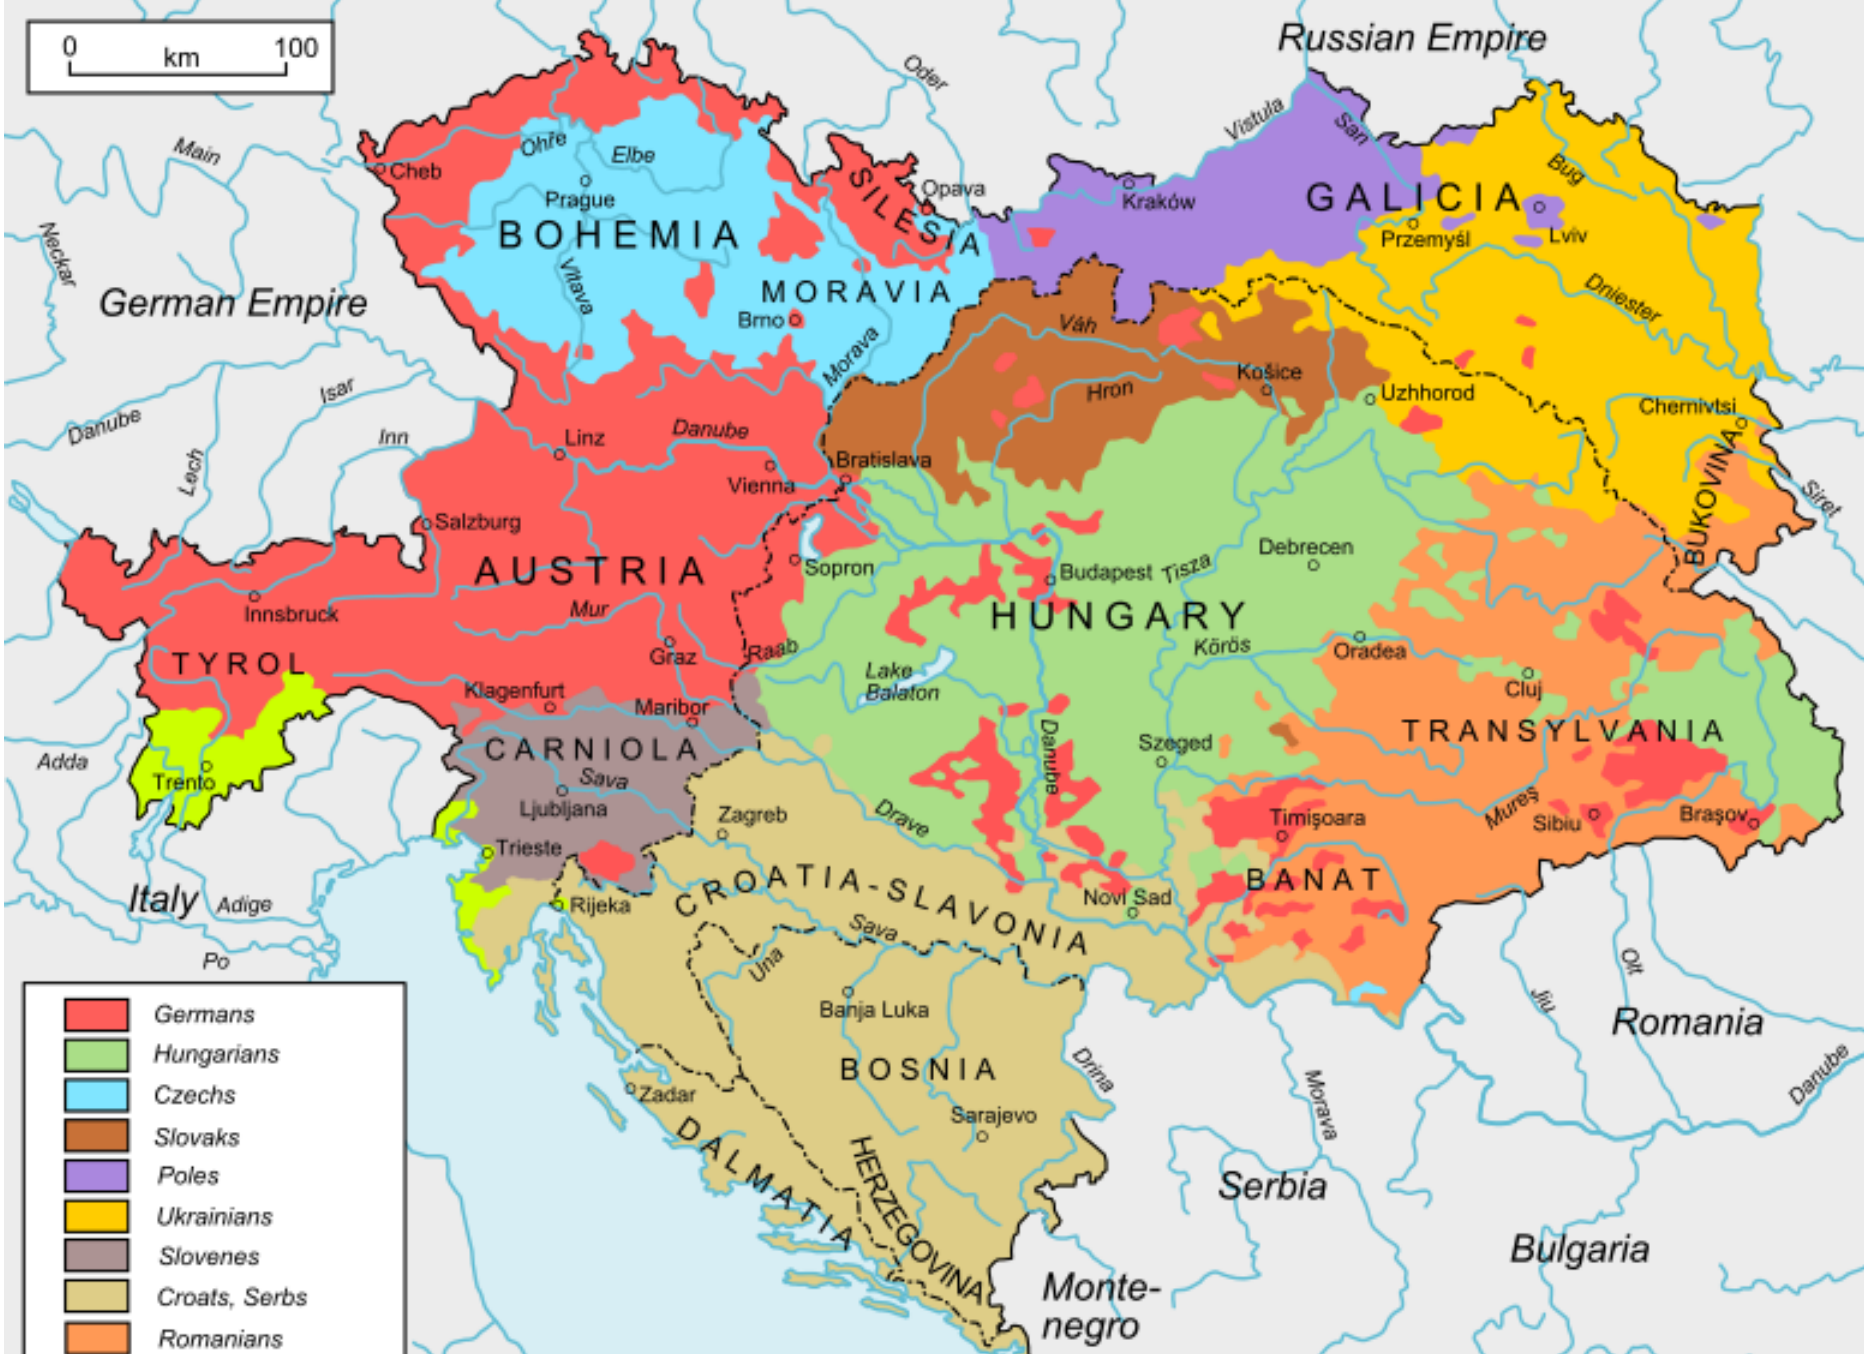 0 100
km
Russian Empire
Oder
Vistula
San
Main
Ohře
Elbe
Bug
Cheb
SILESIA
Opava
Prague
Kraków
GALICIA
BOHEMIA
Przemyśl
Lviv
Neckar
Vltava
MORAVIA
Dniester
German Empire
Brno
Morava
Váh
Isar
Hron
Košice
Uzhhorod
Chernivtsi
Danube
Inn
Linz
Danube
Lech
Vienna
Bratislava
BUKOVINA
Siret
Salzburg
Debrecen
AUSTRIA
Sopron
Budapest
Tisza
Innsbruck
Mur
HUNGARY
Graz
Raab
Körös
Oradea
TYROL
Lake
Balaton
Cluj
Klagenfurt
Maribor
TRANSYLVANIA
CARNIOLA
Szeged
Danube
Adda
Trento
Sava
Ljubljana
Zagreb
Drave
Timişoara
Mureş
Sibiu
Braşov
Trieste
CROATIA-SLAVONIA
BANAT
Italy
Adige
Rijeka
Novi Sad
Sava
Po
Una
Olt
Jiu
Banja Luka
Romania
BOSNIA
Drina
Morava
Danube
Zadar
Sarajevo
DALMATIA
HERZEGOVINA
Serbia
Bulgaria
Monte-
negro
Germans
Hungarians
Czechs
Slovaks
Poles
Ukrainians
Slovenes
Croats, Serbs
Romanians